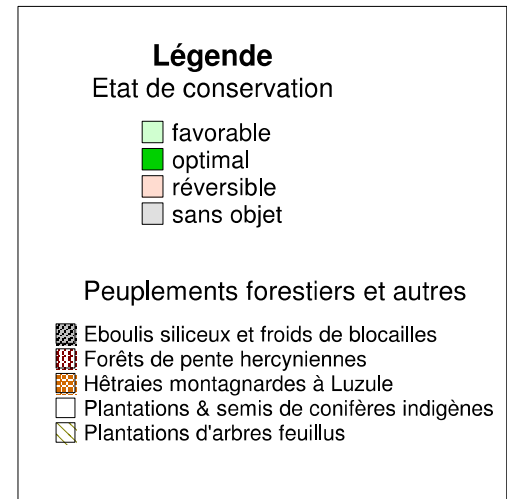 Légende
Etat de conservation
favorable
optimal
réversible
sans objet
Peuplements forestiers et autres
Eboulis siliceux et froids de blocailles
Forêts de pente hercyniennes
Hêtraies montagnardes à Luzule
Plantations & semis de conifères indigènes
Plantations d'arbres feuillus